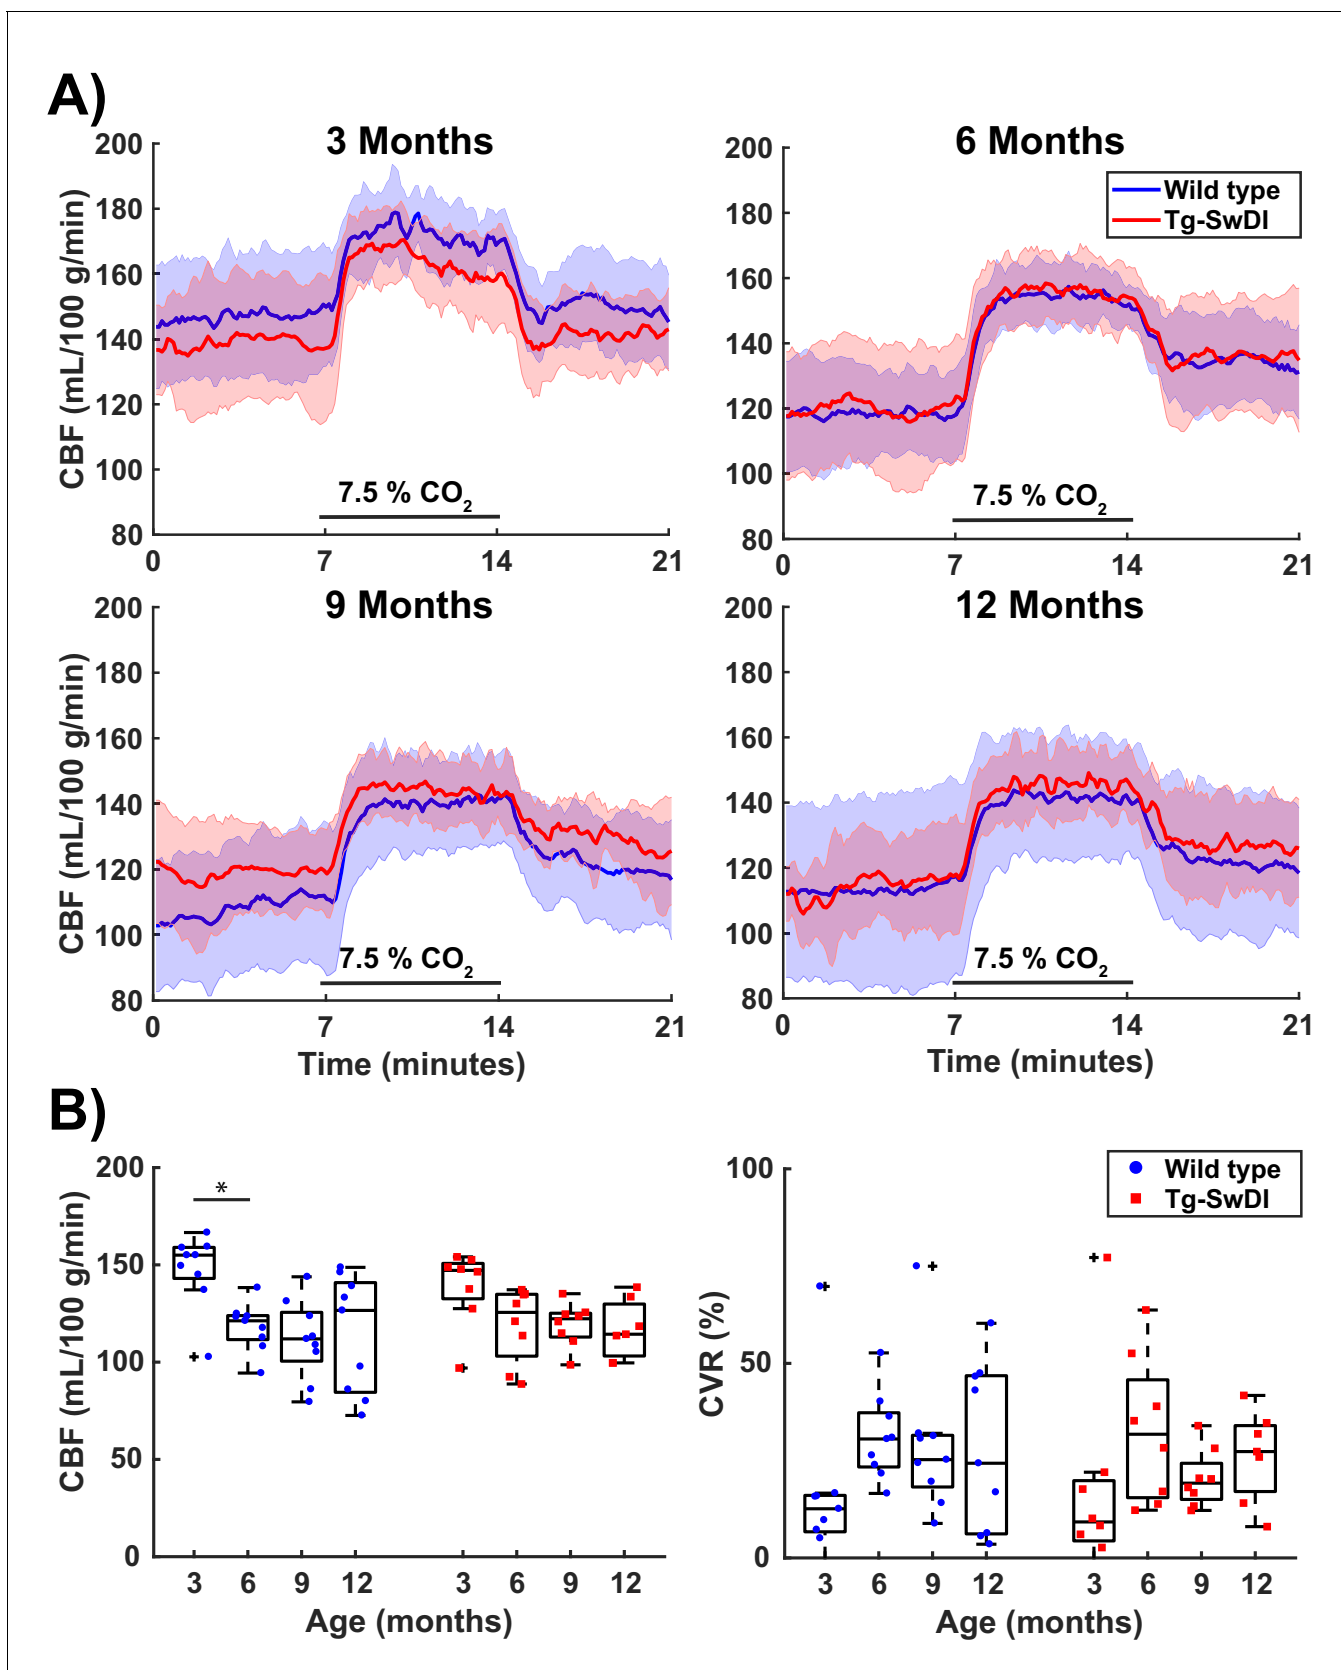 A)
3 Months
200
180
160
140
120
100
80
CBF (mL/100 g/min)
7.5 % CO2
0 7 14 21
6 Months
200
180
160
140
120
100
80
Wild type
Tg-SwDI
7.5 % CO2
0 7 14 21
9 Months
200
180
160
140
120
100
80
CBF (mL/100 g/min)
7.5 % CO2
0 7 14 21
Time (minutes)
12 Months
200
180
160
140
120
100
80
7.5 % CO2
0 7 14 21
Time (minutes)
B)
200
150
100
50
0
CBF (mL/100 g/min)
*
3 6 9 12 3 6 9 12
Age (months)
100
50
0
CVR (%)
Wild type
Tg-SwDI
3 6 9 12 3 6 9 12
Age (months)